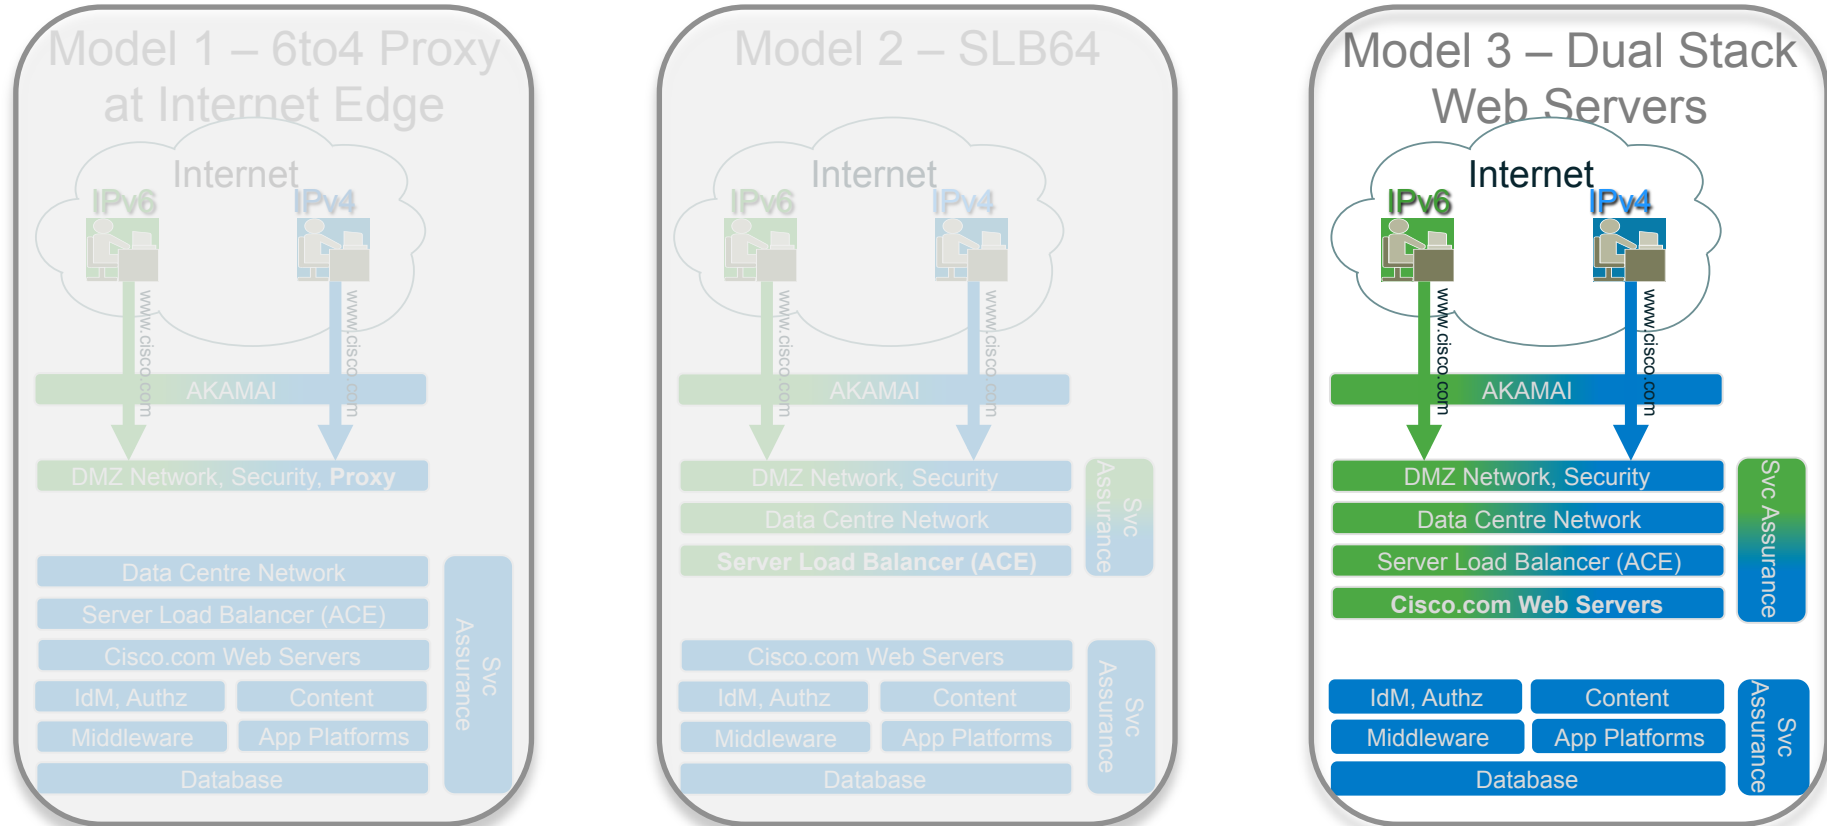 Model 1 – 6to4 Proxy
at Internet Edge
Internet
IPv6
IPv4
www.cisco.com
www.cisco.com
AKAMAI
DMZ Network, Security, Proxy
Data Centre Network
Server Load Balancer (ACE)
Cisco.com Web Servers
IdM, Authz
Content
Middleware
App Platforms
Database
Svc
Assurance
Model 2 – SLB64
Internet
IPv6
IPv4
www.cisco.com
www.cisco.com
AKAMAI
DMZ Network, Security
Data Centre Network
Server Load Balancer (ACE)
Svc
Assurance
Cisco.com Web Servers
IdM, Authz
Content
Middleware
App Platforms
Database
Svc
Assurance
Model 3 – Dual Stack
Web Servers
Internet
IPv6
IPv4
www.cisco.com
www.cisco.com
AKAMAI
DMZ Network, Security
Data Centre Network
Server Load Balancer (ACE)
Cisco.com Web Servers
Svc Assurance
IdM, Authz
Content
Middleware
App Platforms
Database
Svc
Assurance